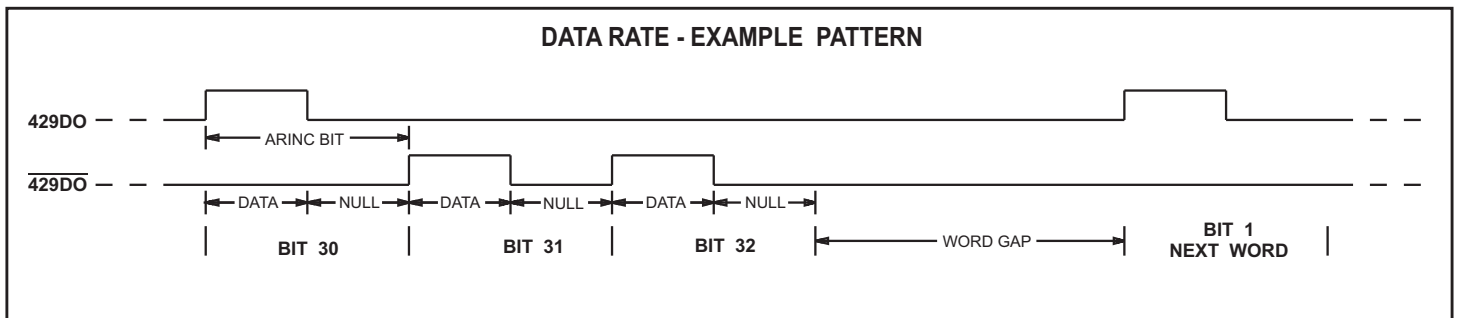 DATA RATE - EXAMPLE PATTERN
429DO
ARINC BIT
429DO
DATA NULL DATA NULL DATA NULL
BIT 30 BIT 31 BIT 32 WORD GAP BIT 1
NEXT WORD